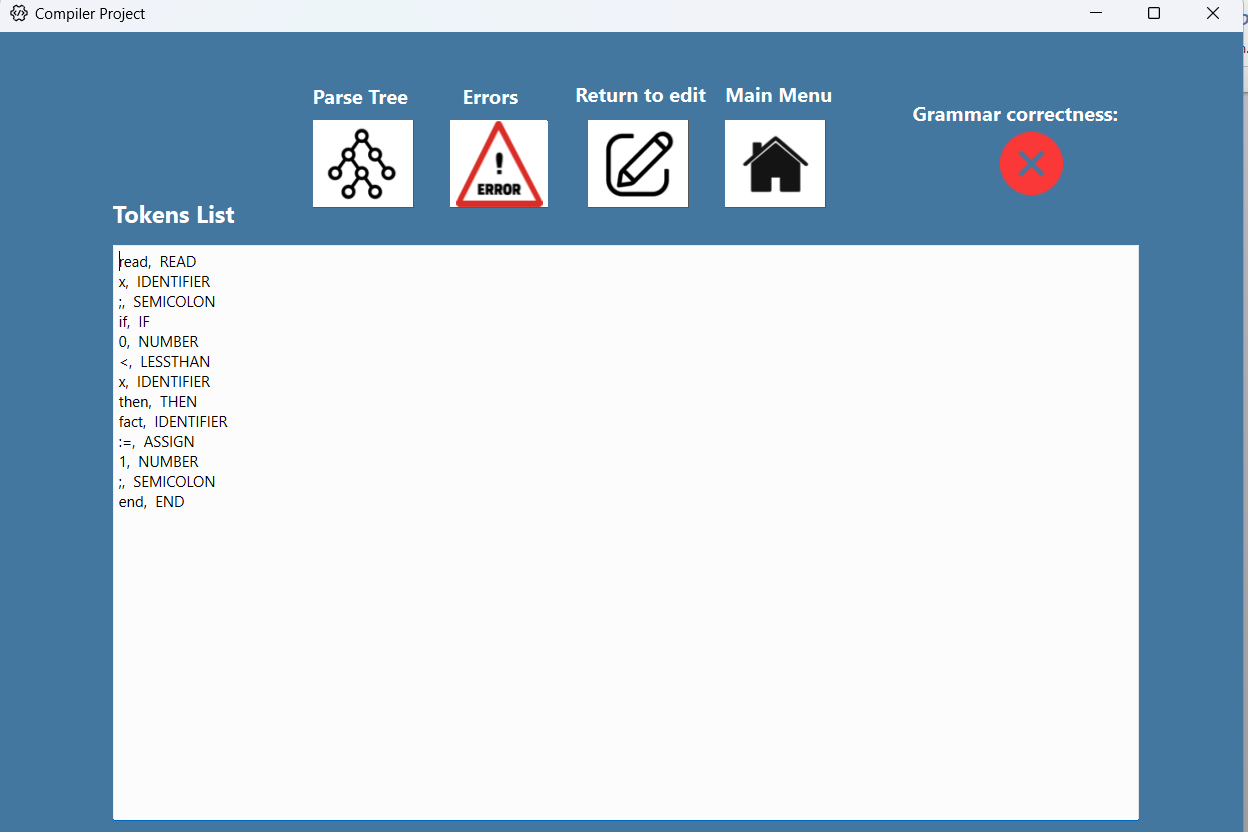 Compiler Project
Parse Tree
Errors
Return to edit
Main Menu
Grammar correctness:
ERROR
Tokens List
read,  READ
x,  IDENTIFIER
;,  SEMICOLON
if,  IF
0,  NUMBER
<,  LESSTHAN
x,  IDENTIFIER
then,  THEN
fact,  IDENTIFIER
:=,  ASSIGN
1,  NUMBER
;,  SEMICOLON
end,  END